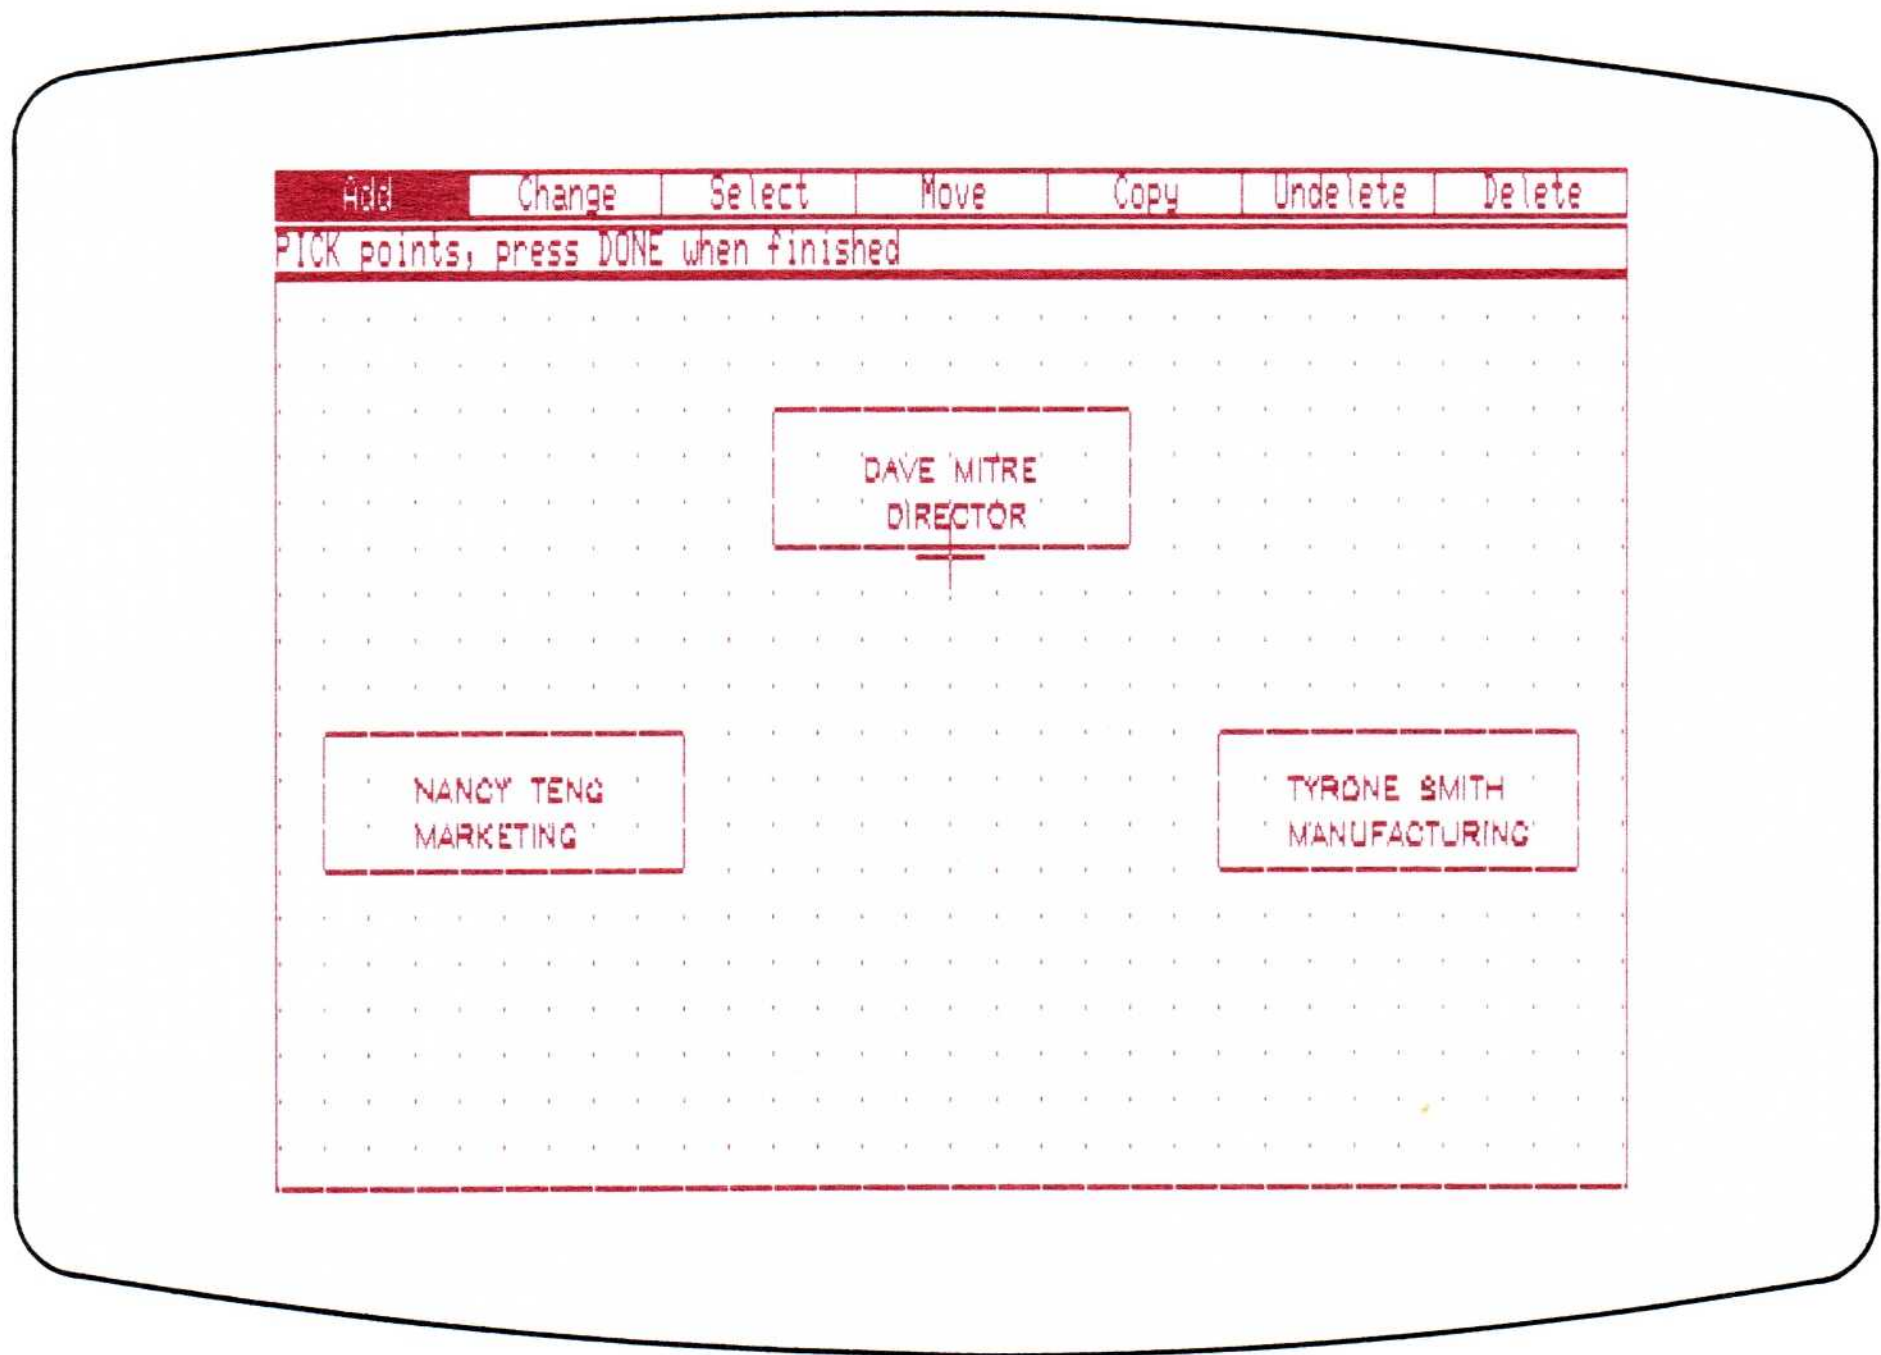 Add Change Select Move Copy Undelete Delete
PICK points, press DONE when finished
DAVE MITRE
DIRECTOR
NANCY TENG
MARKETING
TYRONE SMITH
MANUFACTURING